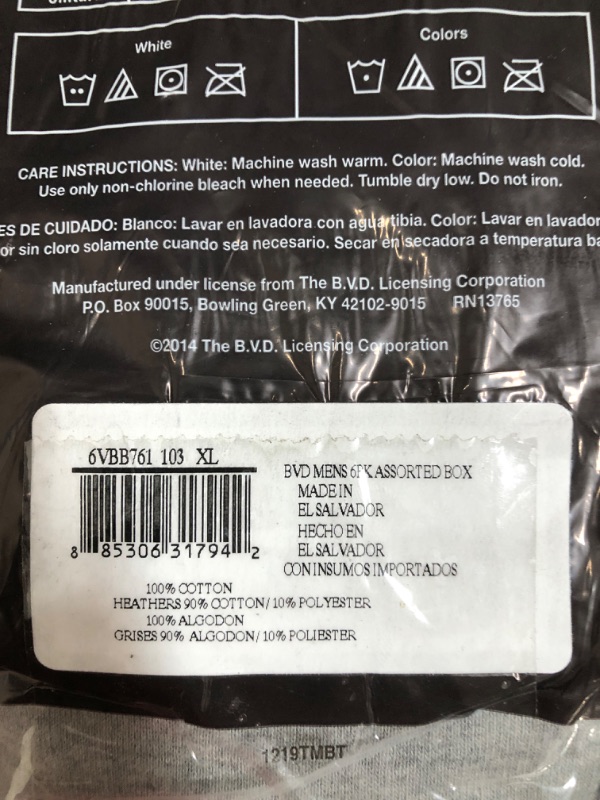 White
Colors
CARE INSTRUCTIONS: White: Machine wash warm. Color: Machine wash cold.
Use only non-chlorine bleach when needed. Tumble dry low. Do not iron.
ES DE CUIDADO: Blanco: Lavar en lavadora con agua tibia. Color: Lavar en lavador
or sin cloro solamente cuando sea necesario. Secar en secadora a temperatura ba
Manufactured under license from The B.V.D. Licensing Corporation
P.O. Box 90015, Bowling Green, KY 42102-9015 RN13765
©2014 The B.V.D. Licensing Corporation
6VBB761 103 XL
8 85306 31794 2
BVD MENS 6PK ASSORTED BOX
MADE IN
EL SALVADOR
HECHO EN
EL SALVADOR
CON INSUMOS IMPORTADOS
100% COTTON
HEATHERS 90% COTTON/ 10% POLYESTER
100% ALGODON
GRISES 90% ALGODON/ 10% POLIESTER
1219TMBT